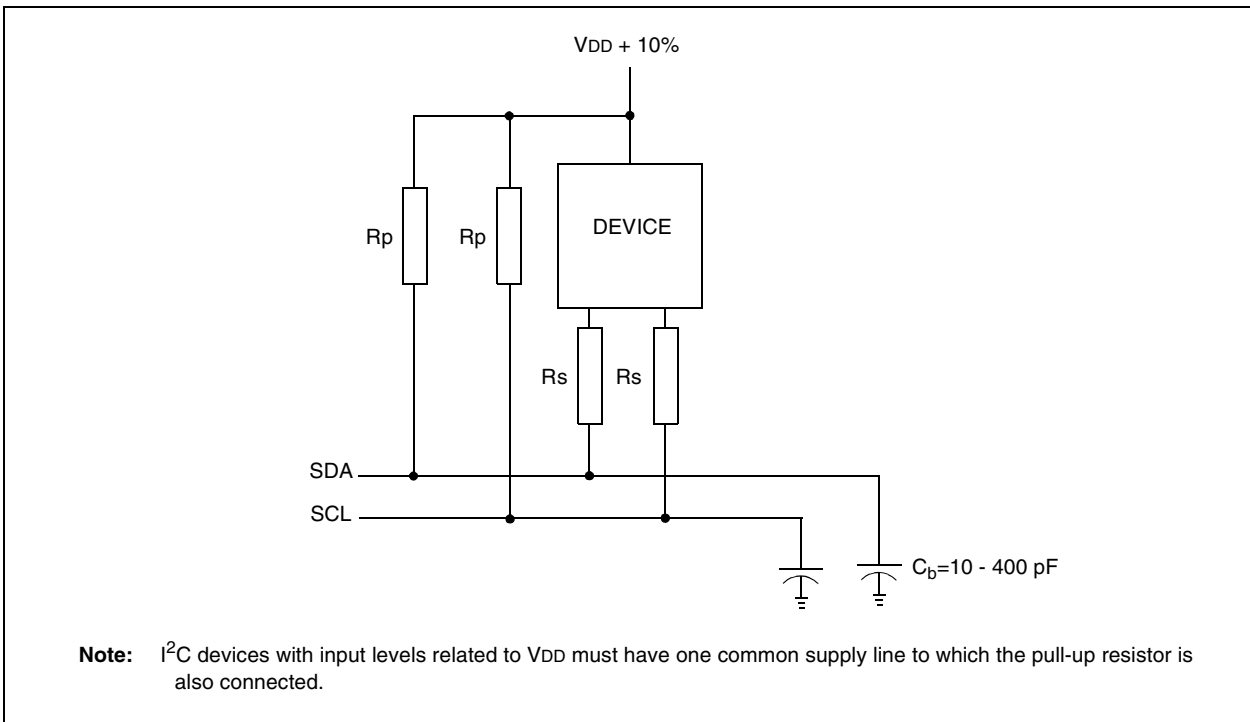 VDD + 10%
DEVICE
Rp
Rp
Rs
Rs
SDA
SCL
Cb=10 - 400 pF
Note: I2C devices with input levels related to VDD must have one common supply line to which the pull-up resistor is
also connected.